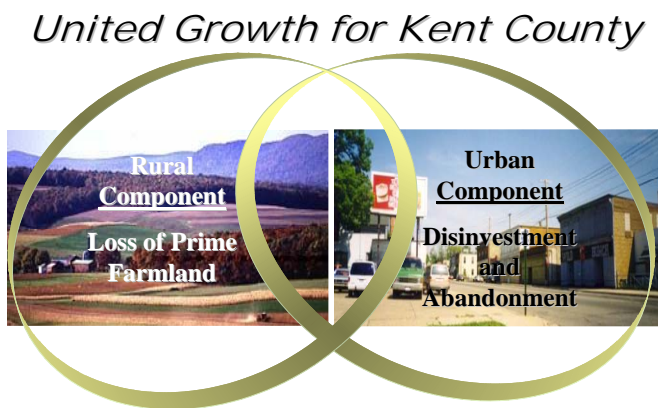 United Growth for Kent County
Rural
Component
Loss of Prime
Farmland
Urban
Component
Disinvestment
and
Abandonment